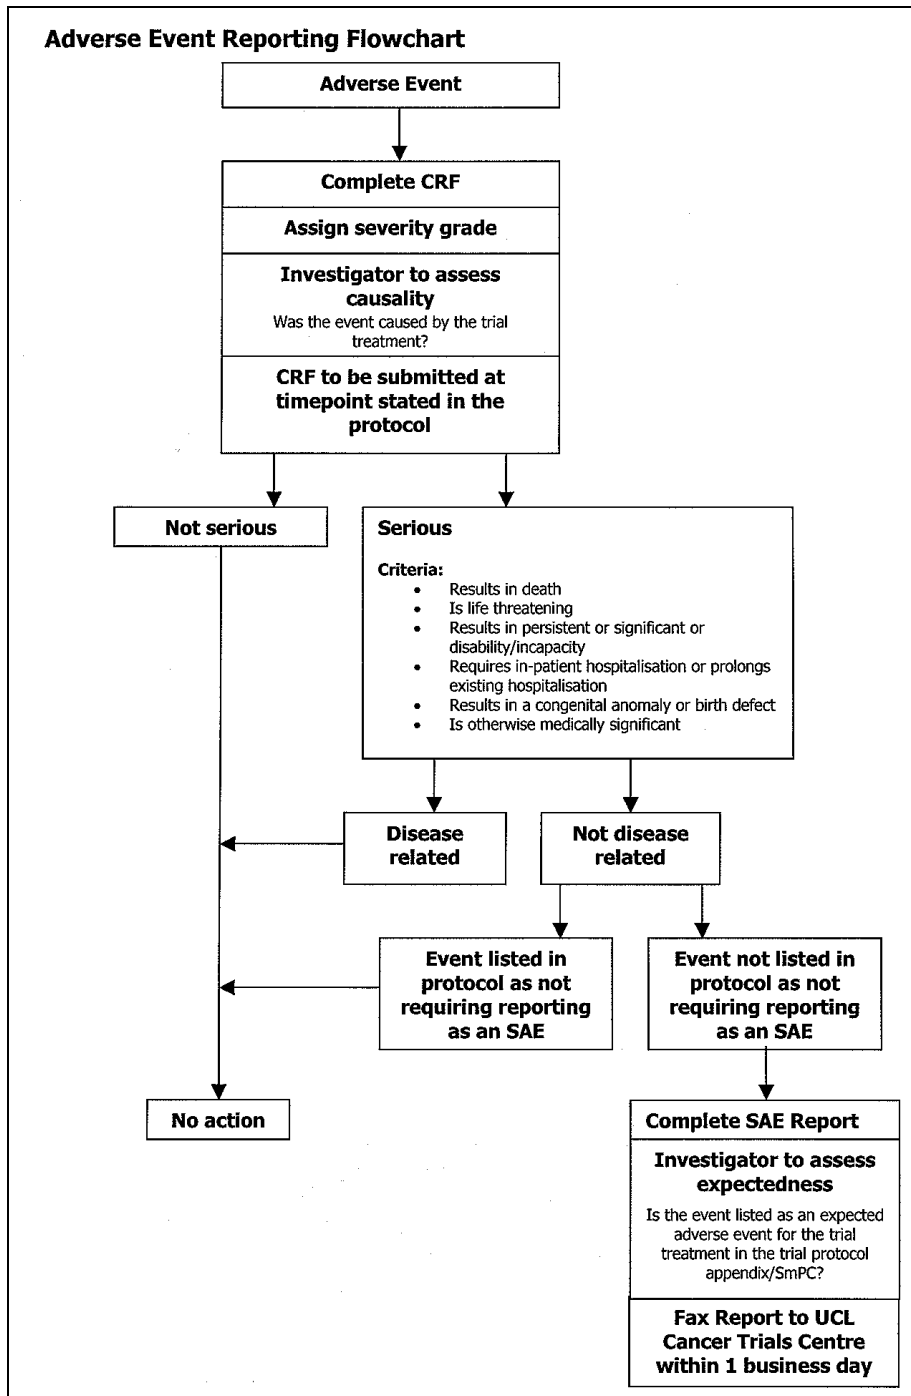 Adverse Event Reporting Flowchart
Adverse Event
Complete CRF
Assign severity grade
Investigator to assess
causality
Was the event caused by the trial
treatment?
CRF to be submitted at
timepoint stated in the
protocol
Not serious
Serious
Criteria:
• Results in death
• Is life threatening
• Results in persistent or significant or
disability/incapacity
• Requires in-patient hospitalisation or prolongs
existing hospitalisation
• Results in a congenital anomaly or birth defect
• Is otherwise medically significant
Disease
related
Not disease
related
Event listed in
protocol as not
requiring reporting
as an SAE
Event not listed in
protocol as not
requiring reporting
as an SAE
No action
Complete SAE Report
Investigator to assess
expectedness
Is the event listed as an expected
adverse event for the trial
treatment in the trial protocol
appendix/SmPC?
Fax Report to UCL
Cancer Trials Centre
within 1 business day